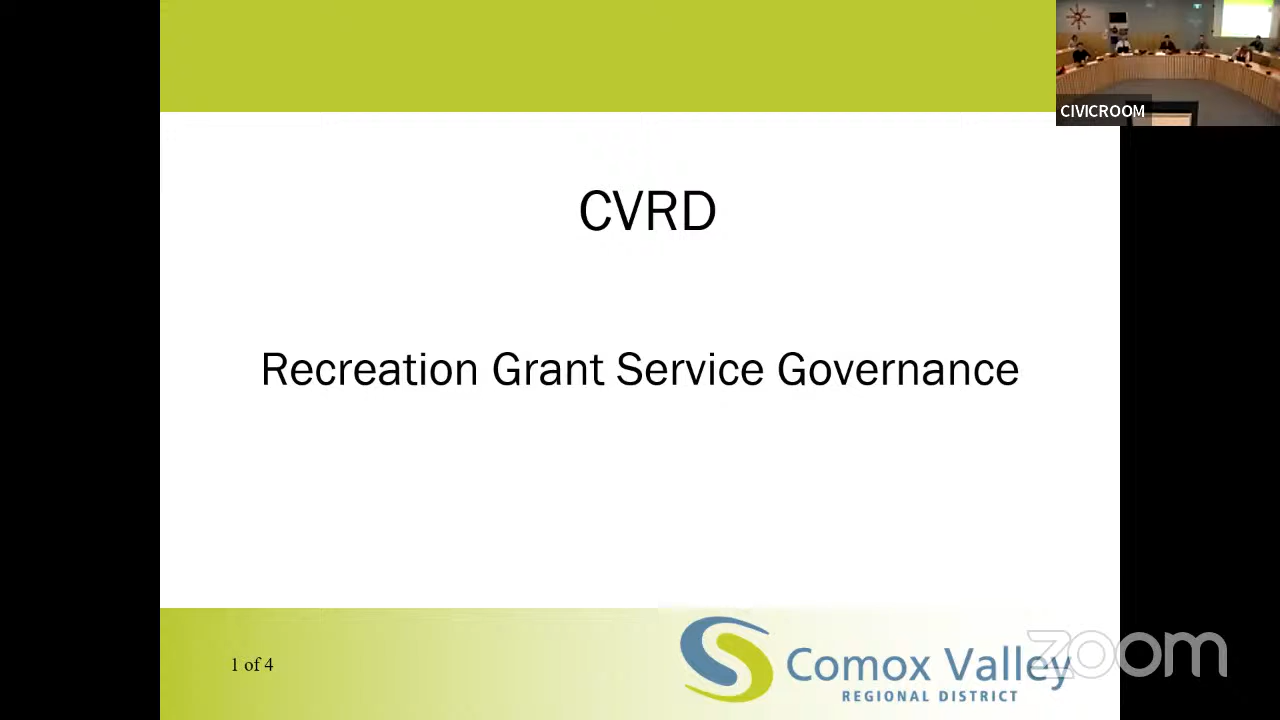 CIVICROOM
CVRD
Recreation Grant Service Governance
1 of 4
Comox Valley
REGIONAL DISTRICT
zoom